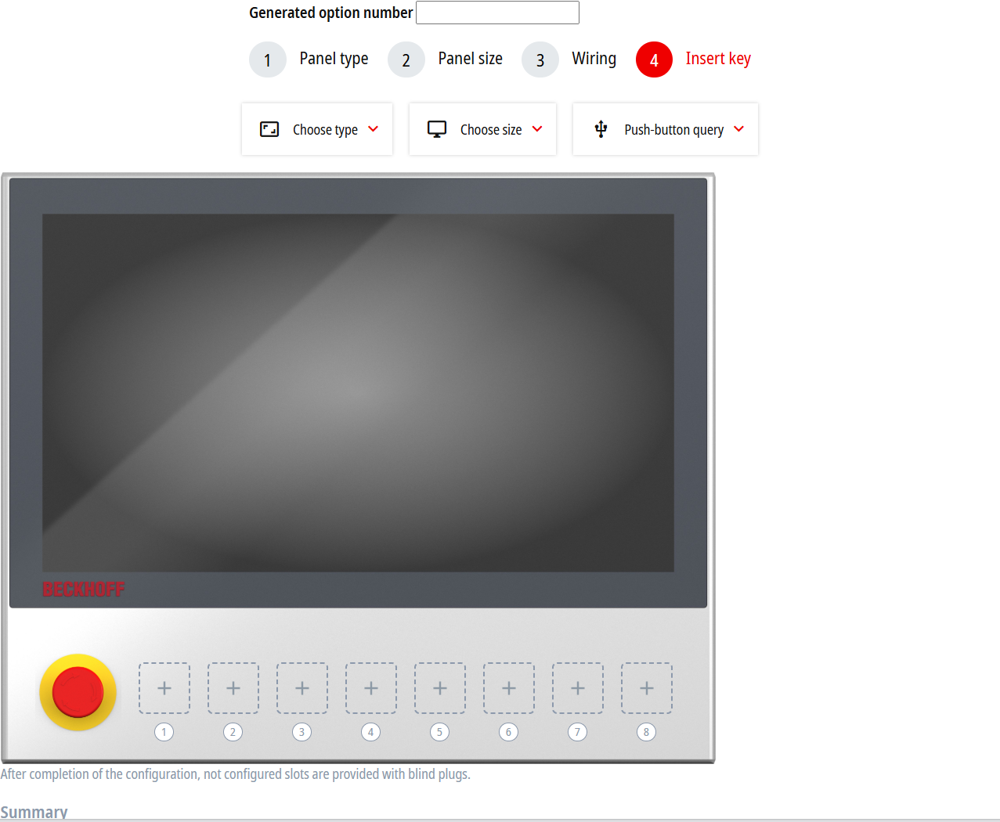 Generated option number
1 Panel type 2 Panel size 3 Wiring 4 Insert key
Choose type Choose size Push-button query
BECKHOFF
1 2 3 4 5 6 7 8
After completion of the configuration, not configured slots are provided with blind plugs.
Summary